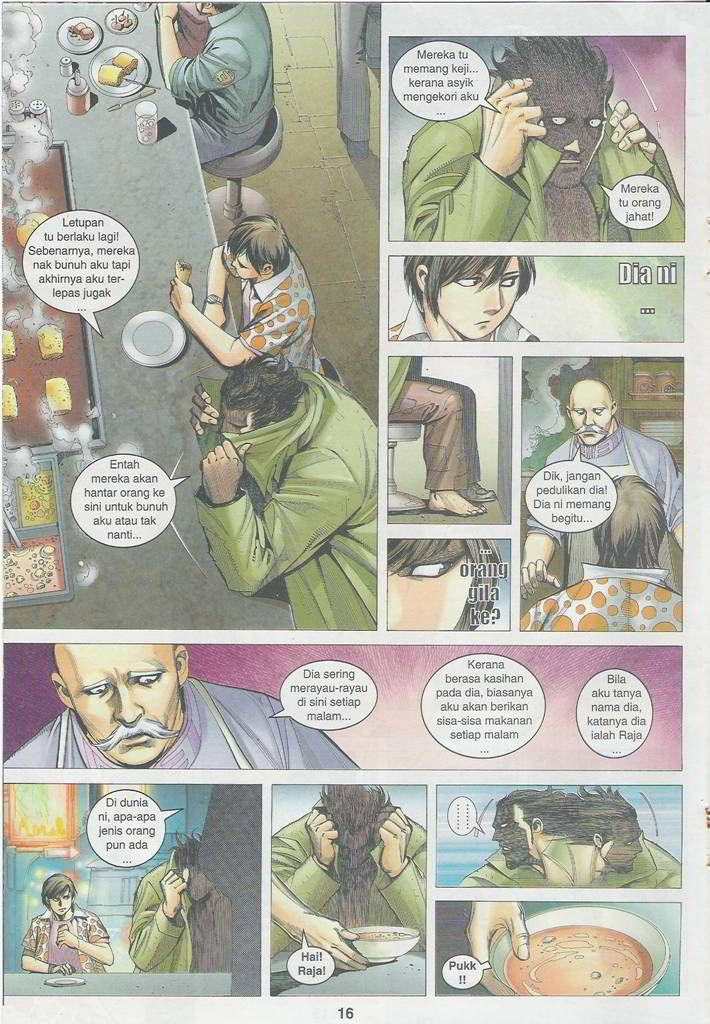 Letupan
tu berlaku lagi!
Sebenarnya, mereka
nak bunuh aku tapi
akhirnya aku ter-
lepas jugak
...
Entah
mereka akan
hantar orang ke
sini untuk bunuh
aku atau tak
nanti...
Mereka tu
memang keji...
kerana asyik
mengekori aku
...
Mereka
tu orang
jahat!
Dia ni
...
Dik, jangan
pedulikan dia!
Dia ni memang
begitu...
...
orang
gila
ke?
Dia sering
merayau-rayau
di sini setiap
malam...
Kerana
berasa kasihan
pada dia, biasanya
aku akan berikan
sisa-sisa makanan
setiap malam
...
Bila
aku tanya
nama dia,
katanya dia
ialah Raja
...
Di dunia
ni, apa-apa
jenis orang
pun ada
...
Hai!
Raja!
......
Pukk
!!
16